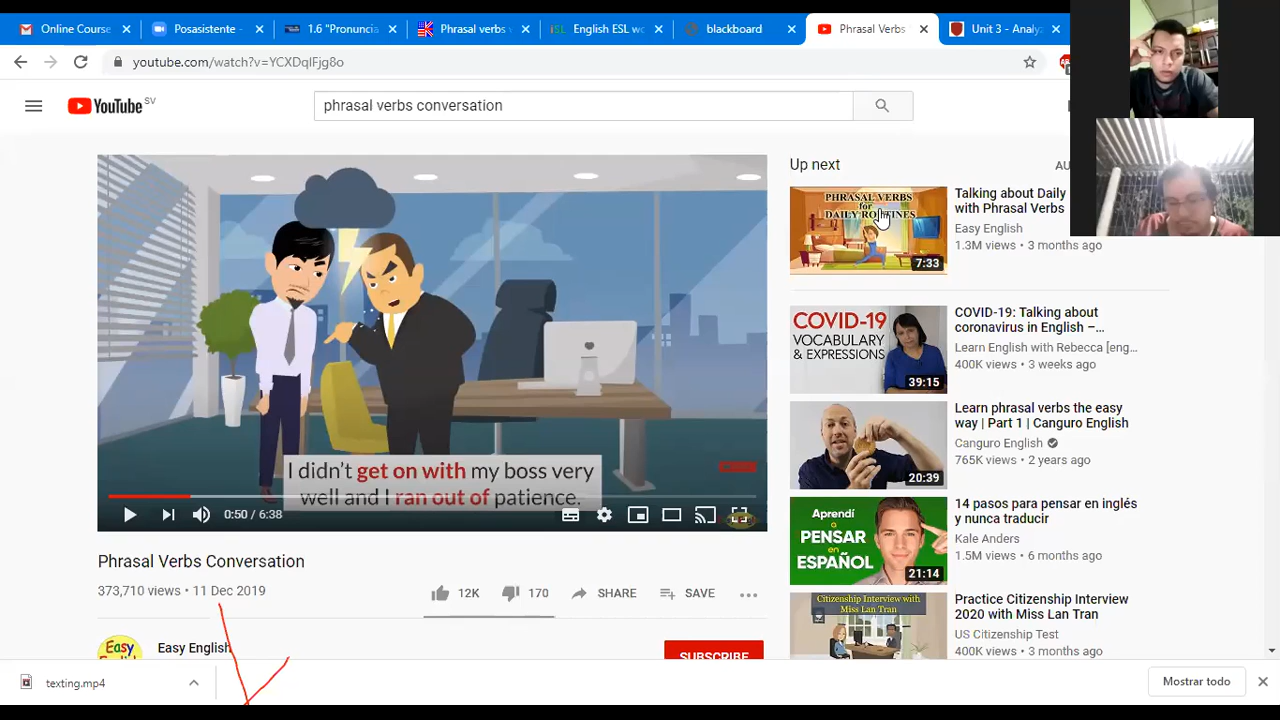 Online Course
Posasistente -
1.6 "Pronuncia
Phrasal verbs
English ESL wo
blackboard
Phrasal Verbs
Unit 3 - Analy
youtube.com/watch?v=YCXDqIFjg8o
YouTube SV
phrasal verbs conversation
I didn't get on with my boss very
well and I ran out of patience.
0:50 / 6:38
Phrasal Verbs Conversation
373,710 views • 11 Dec 2019
12K
170
SHARE
SAVE
Easy English
Easy English
SUBSCRIBE
Up next
PHRASAL VERBS
for
DAILY ROUTINES
7:33
Talking about Daily
with Phrasal Verbs
Easy English
1.3M views • 3 months ago
COVID-19
VOCABULARY
& EXPRESSIONS
39:15
COVID-19: Talking about
coronavirus in English –...
Learn English with Rebecca [eng...
400K views • 3 weeks ago
20:39
Learn phrasal verbs the easy
way | Part 1 | Canguro English
Canguro English
765K views • 2 years ago
Aprendí
a
PENSAR
en
ESPAÑOL
21:14
14 pasos para pensar en inglés
y nunca traducir
Kale Anders
1.5M views • 6 months ago
Citizenship Interview with
Miss Lan Tran
Practice Citizenship Interview
2020 with Miss Lan Tran
US Citizenship Test
400K views • 3 months ago
texting.mp4
Mostrar todo